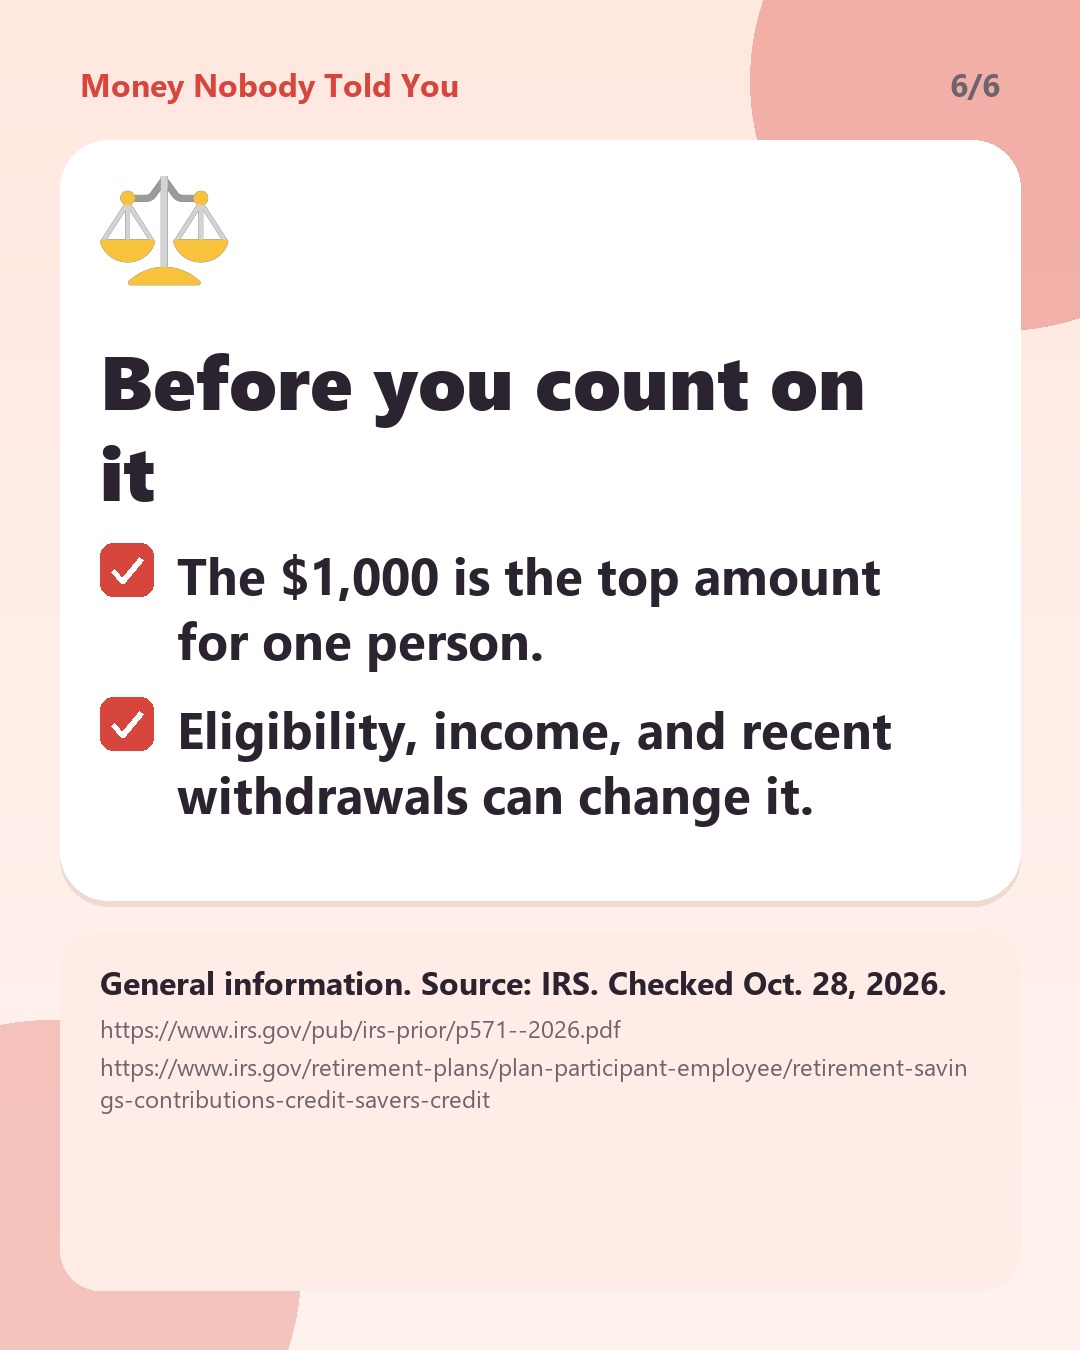 Money Nobody Told You
6/6
Before you count on
it
The $1,000 is the top amount
for one person.
Eligibility, income, and recent
withdrawals can change it.
General information. Source: IRS. Checked Oct. 28, 2026.
https://www.irs.gov/pub/irs-prior/p571--2026.pdf
https://www.irs.gov/retirement-plans/plan-participant-employee/retirement-savin
gs-contributions-credit-savers-credit